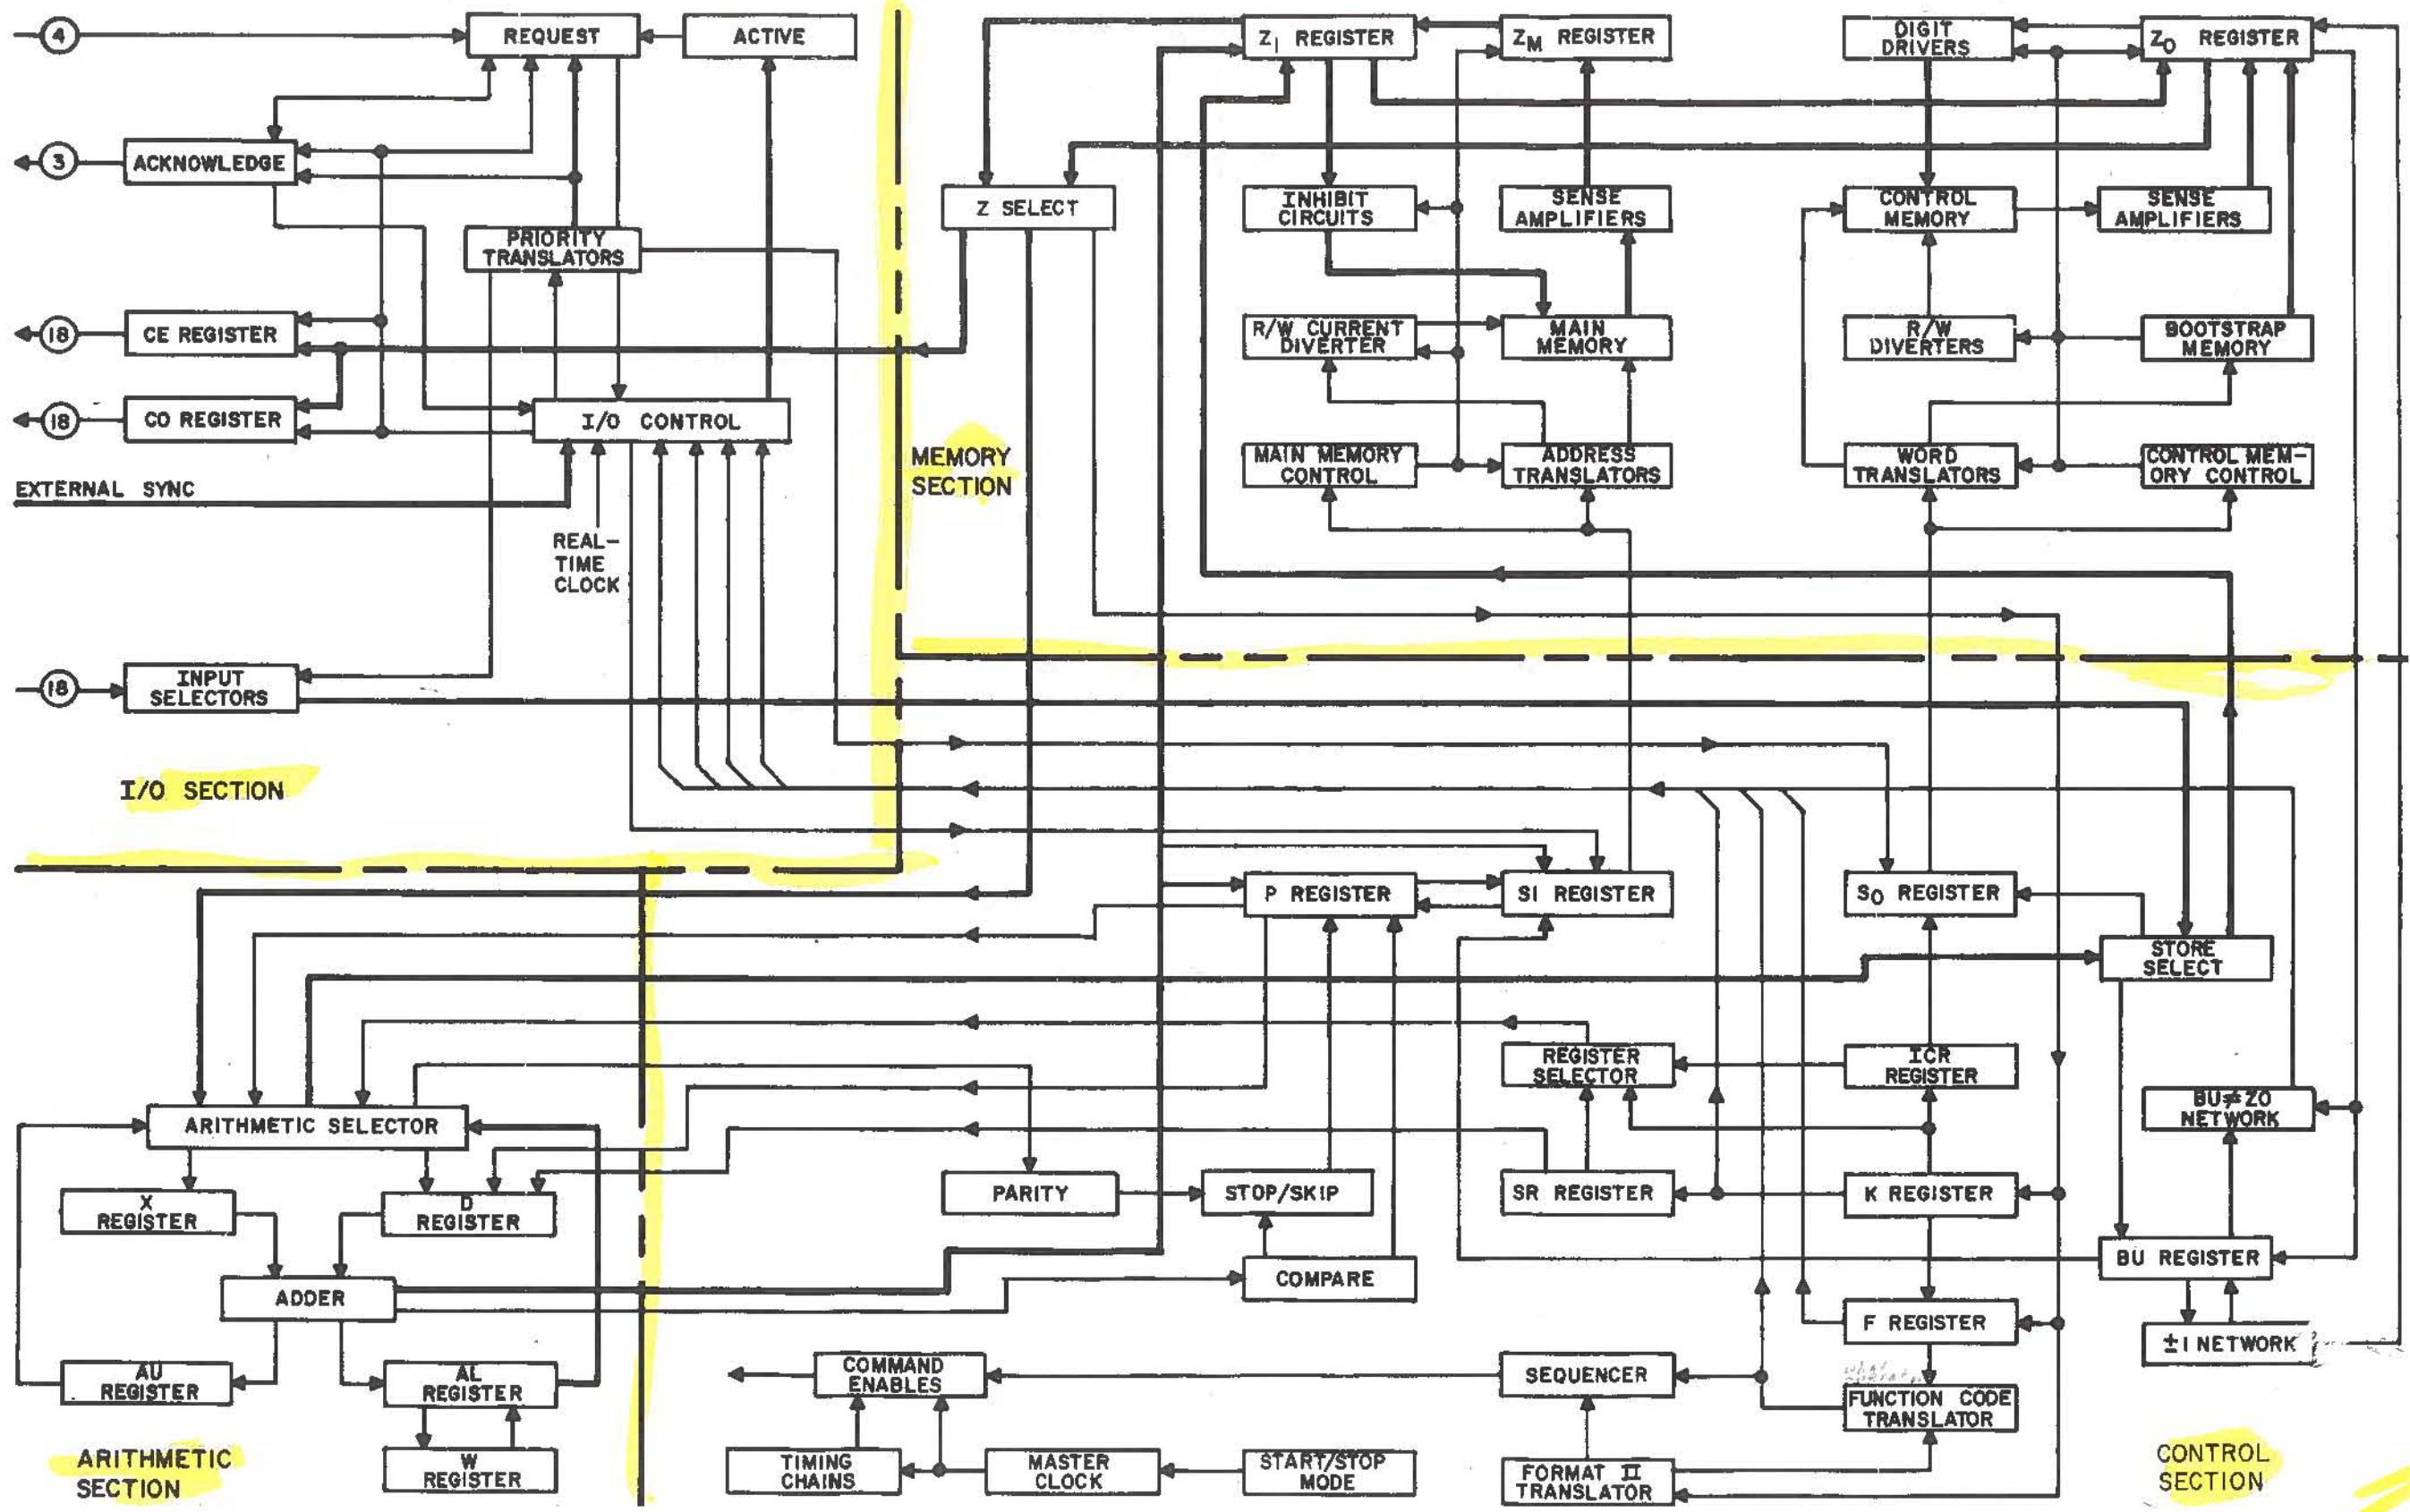 4
REQUEST
ACTIVE
3
ACKNOWLEDGE
PRIORITY
TRANSLATORS
18
CE REGISTER
18
CO REGISTER
I/O CONTROL
EXTERNAL SYNC
REAL-
TIME
CLOCK
18
INPUT
SELECTORS
I/O SECTION
MEMORY
SECTION
Z SELECT
Z1 REGISTER
ZM REGISTER
DIGIT
DRIVERS
ZO REGISTER
INHIBIT
CIRCUITS
SENSE
AMPLIFIERS
CONTROL
MEMORY
SENSE
AMPLIFIERS
R/W CURRENT
DIVERTER
MAIN
MEMORY
R/W
DIVERTERS
BOOTSTRAP
MEMORY
MAIN MEMORY
CONTROL
ADDRESS
TRANSLATORS
WORD
TRANSLATORS
CONTROL MEM-
ORY CONTROL
P REGISTER
SI REGISTER
SO REGISTER
STORE
SELECT
REGISTER
SELECTOR
ICR
REGISTER
BU≠ZO
NETWORK
ARITHMETIC SELECTOR
X
REGISTER
D
REGISTER
PARITY
STOP/SKIP
SR REGISTER
K REGISTER
BU REGISTER
ADDER
COMPARE
F REGISTER
±1 NETWORK
AU
REGISTER
AL
REGISTER
COMMAND
ENABLES
SEQUENCER
FUNCTION CODE
TRANSLATOR
W
REGISTER
TIMING
CHAINS
MASTER
CLOCK
START/STOP
MODE
FORMAT II
TRANSLATOR
ARITHMETIC
SECTION
CONTROL
SECTION